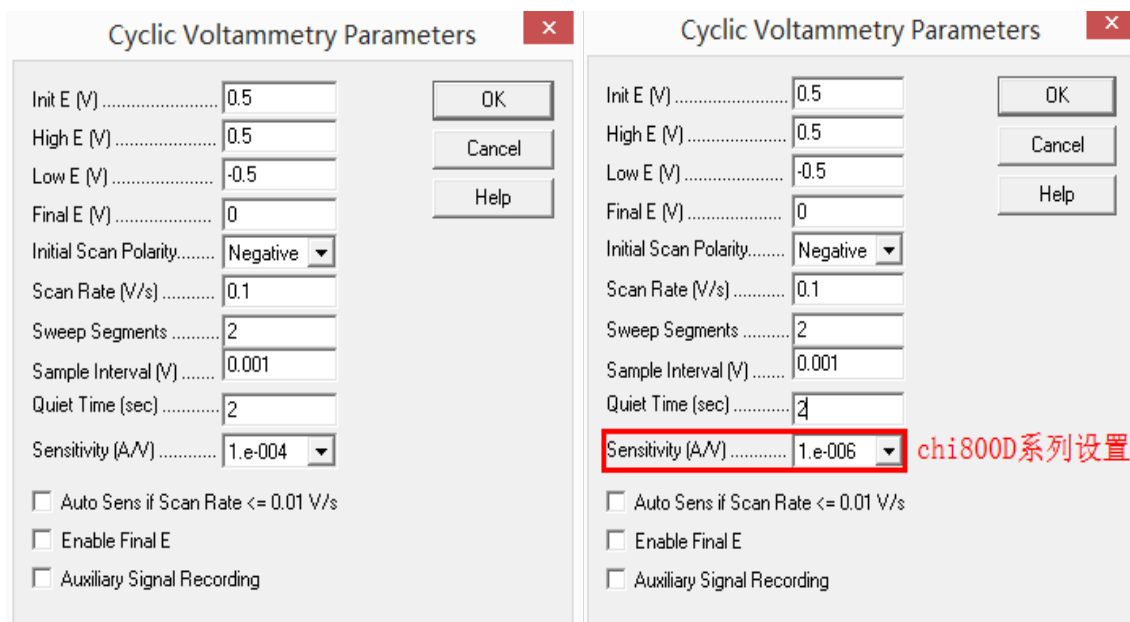 Cyclic Voltammetry Parameters
Init E (V) ....................... 0.5
OK
High E (V) .................... 0.5
Cancel
Low E (V) .................... -0.5
Help
Final E (V) ................... 0
Initial Scan Polarity....... Negative
Scan Rate (V/s) ........... 0.1
Sweep Segments .......... 2
Sample Interval (V) ....... 0.001
Quiet Time (sec) ............ 2
Sensitivity (A/V) ........... 1.e-004
Auto Sens if Scan Rate <= 0.01 V/s
Enable Final E
Auxiliary Signal Recording
Cyclic Voltammetry Parameters
Init E (V) ....................... 0.5
OK
High E (V) ...................... 0.5
Cancel
Low E (V) .................... -0.5
Help
Final E (V) ................... 0
Initial Scan Polarity........ Negative
Scan Rate (V/s) ........... 0.1
Sweep Segments .......... 2
Sample Interval (V) ....... 0.001
Quiet Time (sec) ........... 2
Sensitivity (A/V) ........... 1.e-006
chi800D系列设置
Auto Sens if Scan Rate <= 0.01 V/s
Enable Final E
Auxiliary Signal Recording